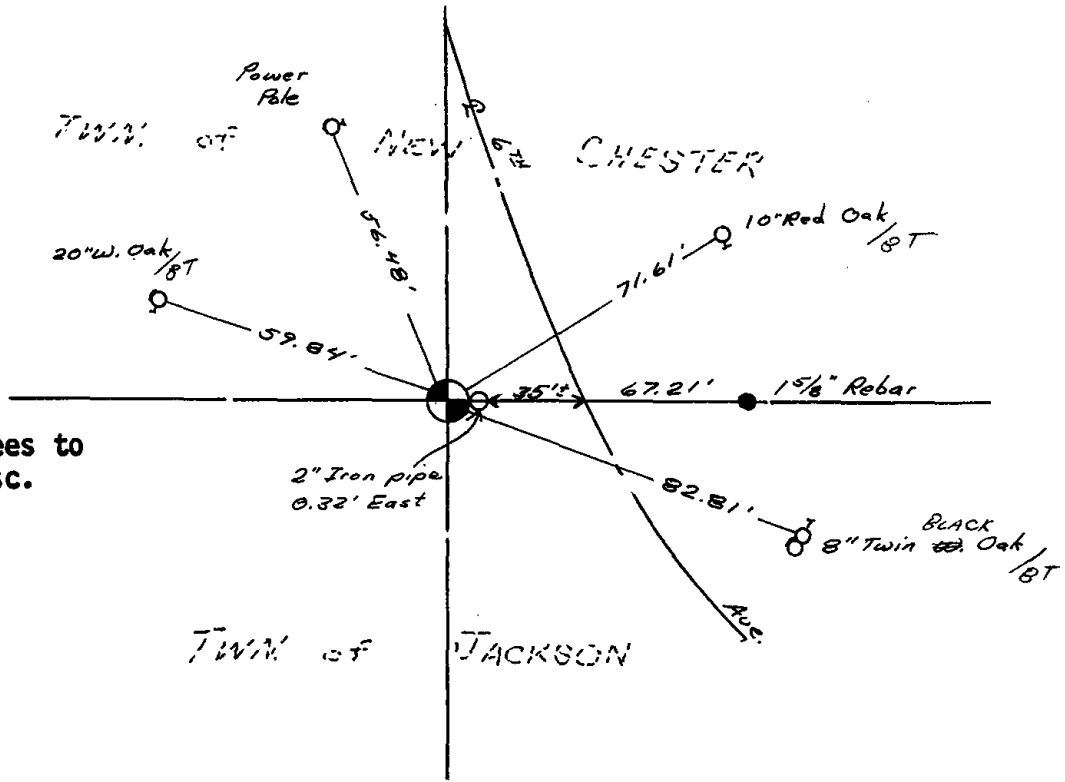 Power
Pole
TWN. of NEW CHESTER
℄ 6TH
56.48'
10" Red Oak /BT
20" W. Oak /BT
71.61'
59.84'
35'± 67.21' 1 5/8" Rebar
ees to
sc.
2" Iron pipe
0.32' East
82.81'
BLACK
8" Twin Oak /BT
Ave.
TWN. of JACKSON